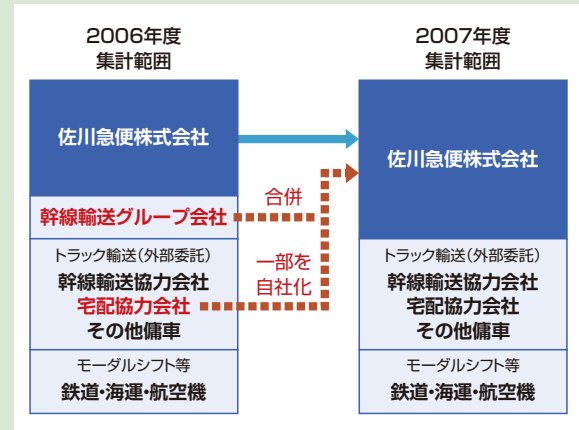 2006年度
集計範囲
佐川急便株式会社
幹線輸送グループ会社
トラック輸送(外部委託)
幹線輸送協力会社
宅配協力会社
その他傭車
モーダルシフト等
鉄道・海運・航空機
合併
一部を
自社化
2007年度
集計範囲
佐川急便株式会社
トラック輸送(外部委託)
幹線輸送協力会社
宅配協力会社
その他傭車
モーダルシフト等
鉄道・海運・航空機